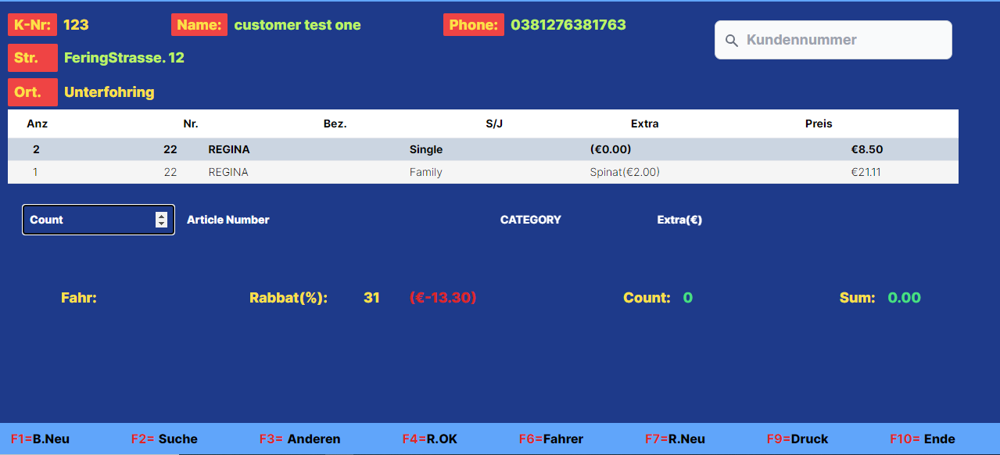 K-Nr: 123 Name: customer test one Phone: 0381276381763
Kundennummer
Str. FeringStrasse. 12
Ort. Unterfohring
Anz Nr. Bez. S/J Extra Preis
2 22 REGINA Single (€0.00) €8.50
1 22 REGINA Family Spinat(€2.00) €21.11
Count Article Number CATEGORY Extra(€)
Fahr: Rabbat(%): 31 (€-13.30) Count: 0 Sum: 0.00
F1=B.Neu F2= Suche F3= Anderen F4=R.OK F6=Fahrer F7=R.Neu F9=Druck F10= Ende